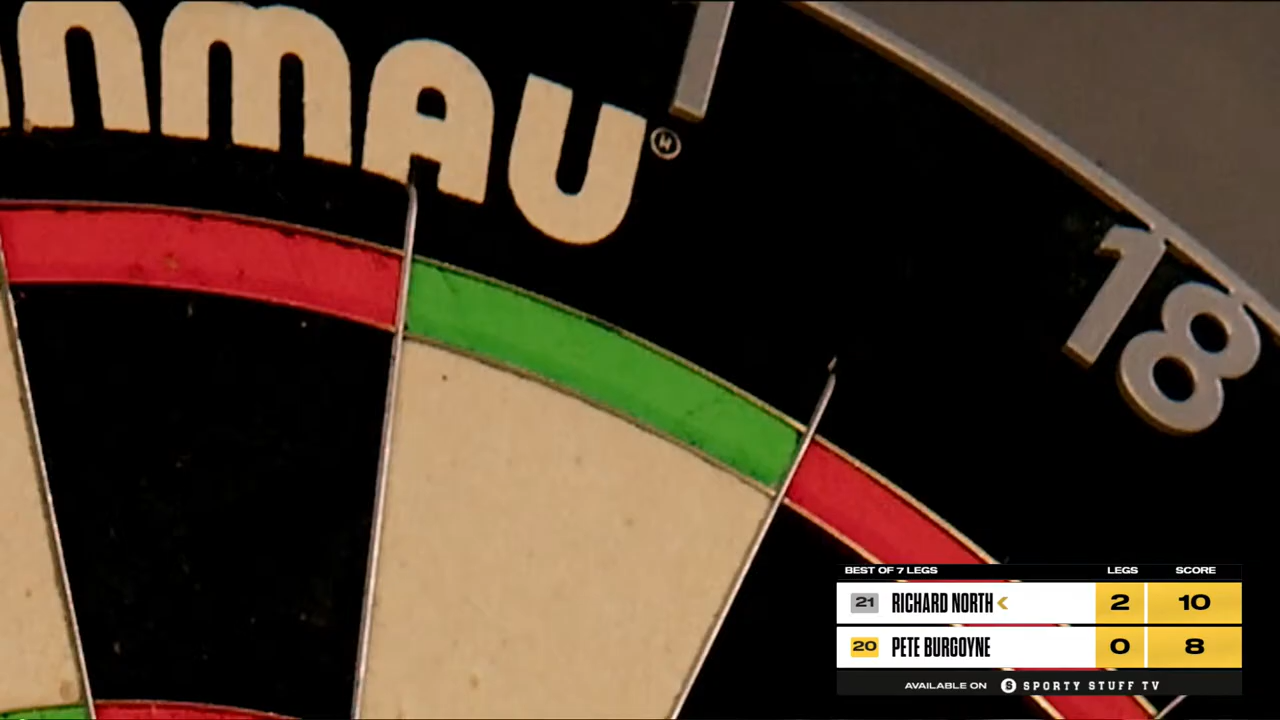 NMAU
1
18
BEST OF 7 LEGS LEGS SCORE
21 RICHARD NORTH 2 10
20 PETE BURGOYNE 0 8
AVAILABLE ON S SPORTY STUFF TV